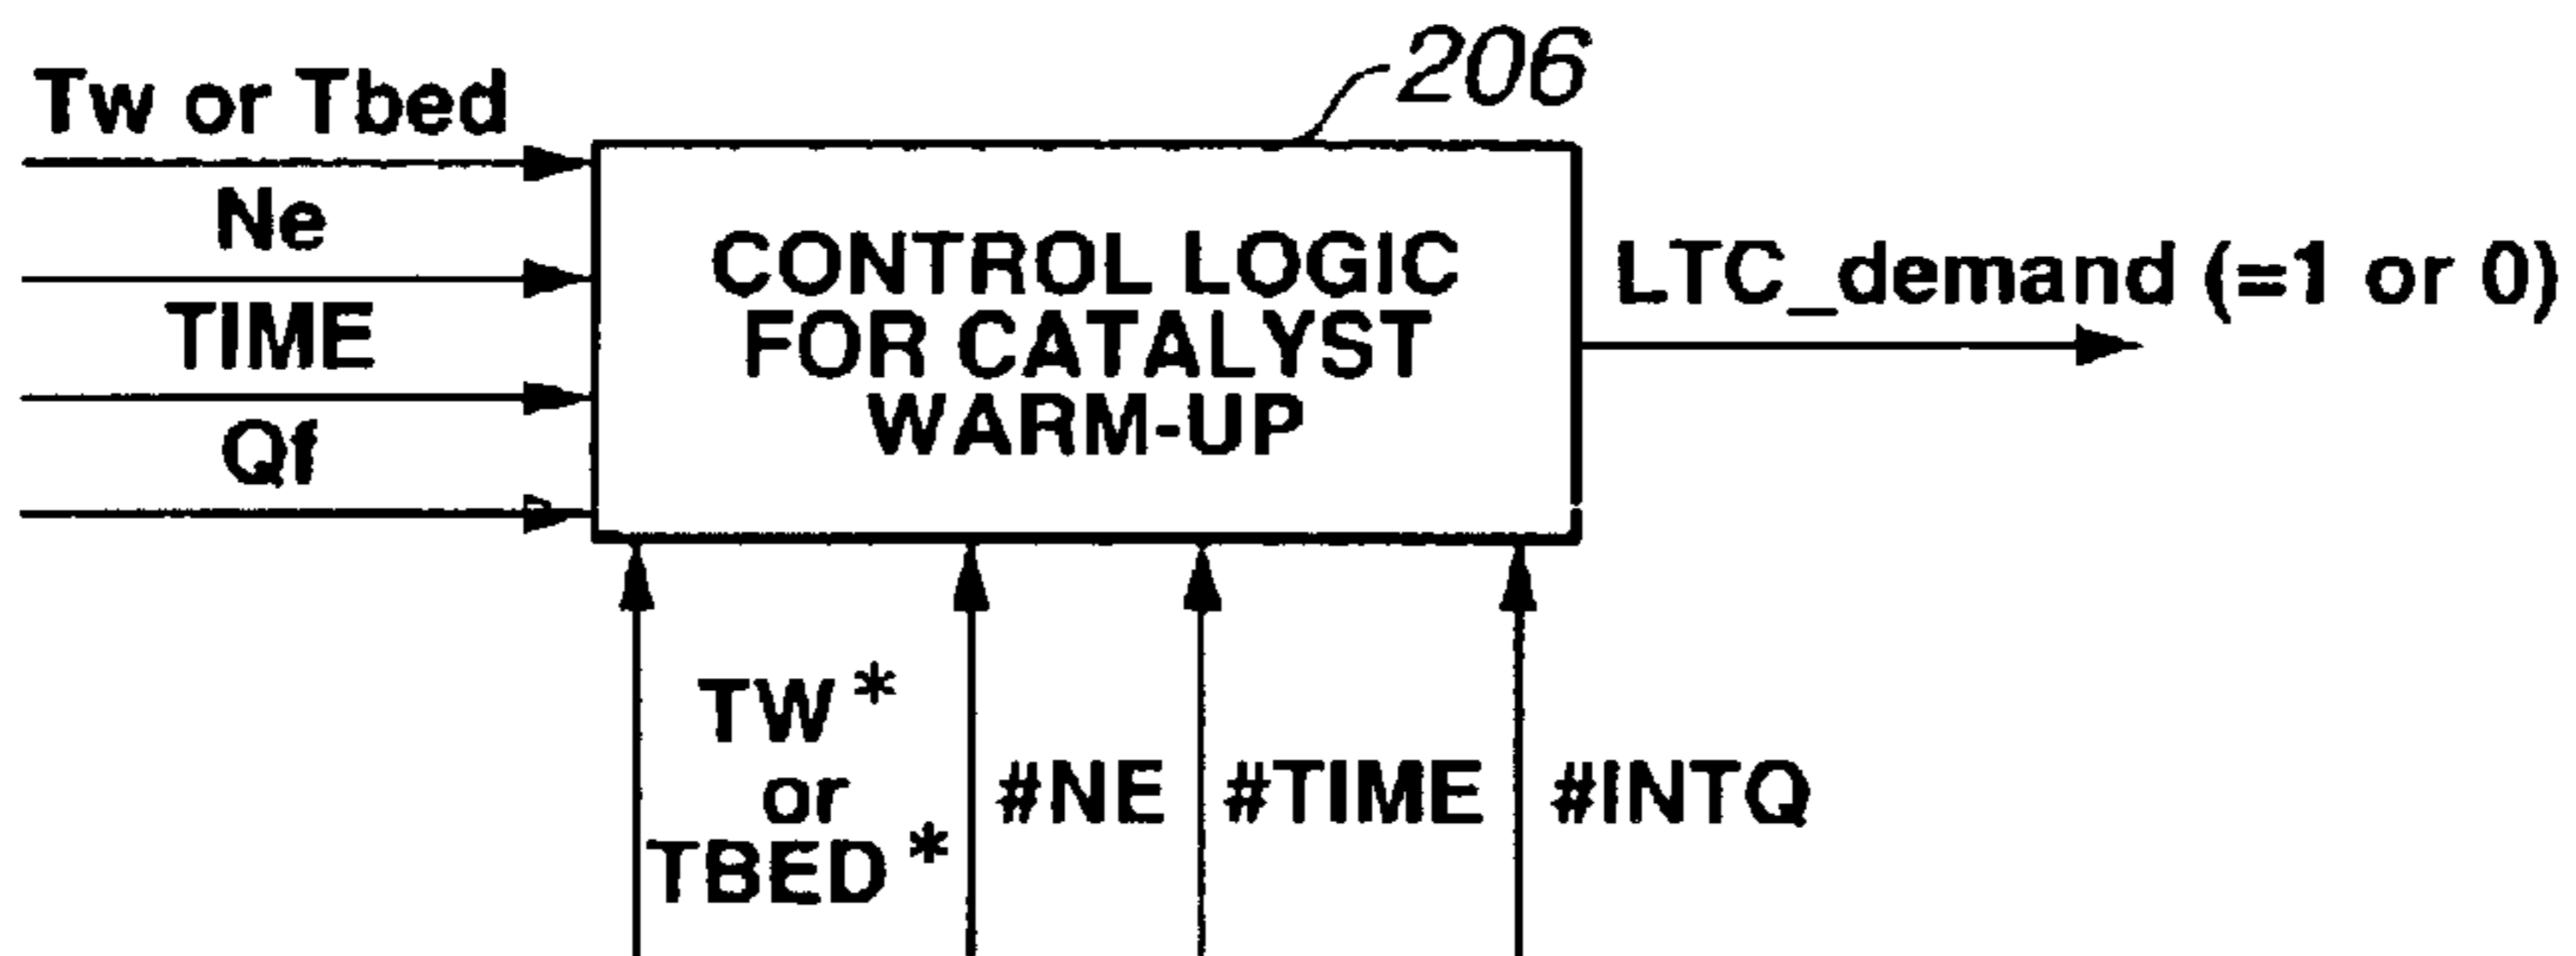 206
Tw or Tbed
Ne
TIME
Qf
CONTROL LOGIC
FOR CATALYST
WARM-UP
LTC_demand (=1 or 0)
TW*
or
TBED*
#NE
#TIME
#INTQ